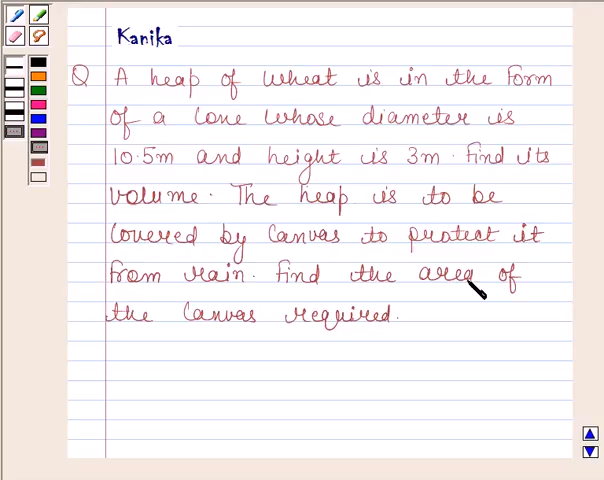 Kanika
Q A heap of wheat is in the form
of a cone whose diameter is
10.5m and height is 3m. Find its
volume. The heap is to be
covered by canvas to protect it
from rain. Find the area of
the canvas required.